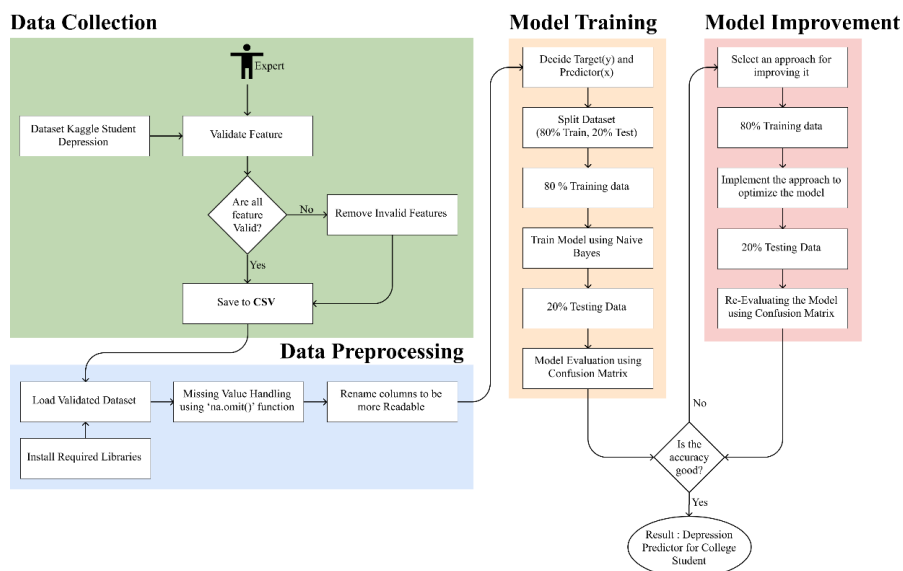 Data Collection
Expert
Dataset Kaggle Student
Depression
Validate Feature
Are all
feature
Valid?
No
Remove Invalid Features
Yes
Save to CSV
Data Preprocessing
Load Validated Dataset
Missing Value Handling
using ‘na.omit()’ function
Rename columns to be
more Readable
Install Required Libraries
Model Training
Decide Target(y) and
Predictor(x)
Split Dataset
(80% Train, 20% Test)
80 % Training data
Train Model using Naive
Bayes
20% Testing Data
Model Evaluation using
Confusion Matrix
Model Improvement
Select an approach for
improving it
80% Training data
Implement the approach to
optimize the model
20% Testing Data
Re-Evaluating the Model
using Confusion Matrix
No
Is the
accuracy
good?
Yes
Result : Depression
Predictor for College
Student